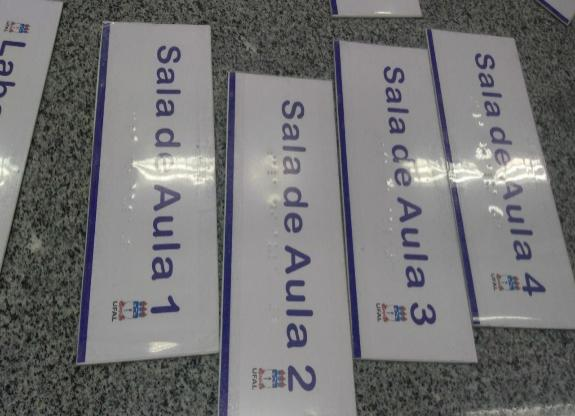 Labo
Sala de Aula 1
UFAL
Sala de Aula 2
UFAL
Sala de Aula 3
UFAL
Sala de Aula 4
UFAL